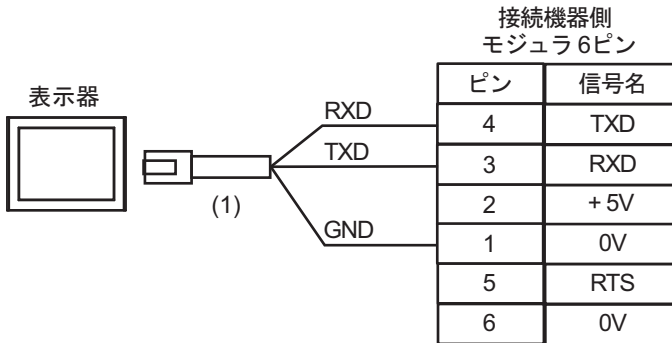 接続機器側
モジュラ 6ピン
表示器
ピン 信号名
RXD 4 TXD
TXD 3 RXD
2 + 5V
(1)
GND 1 0V
5 RTS
6 0V